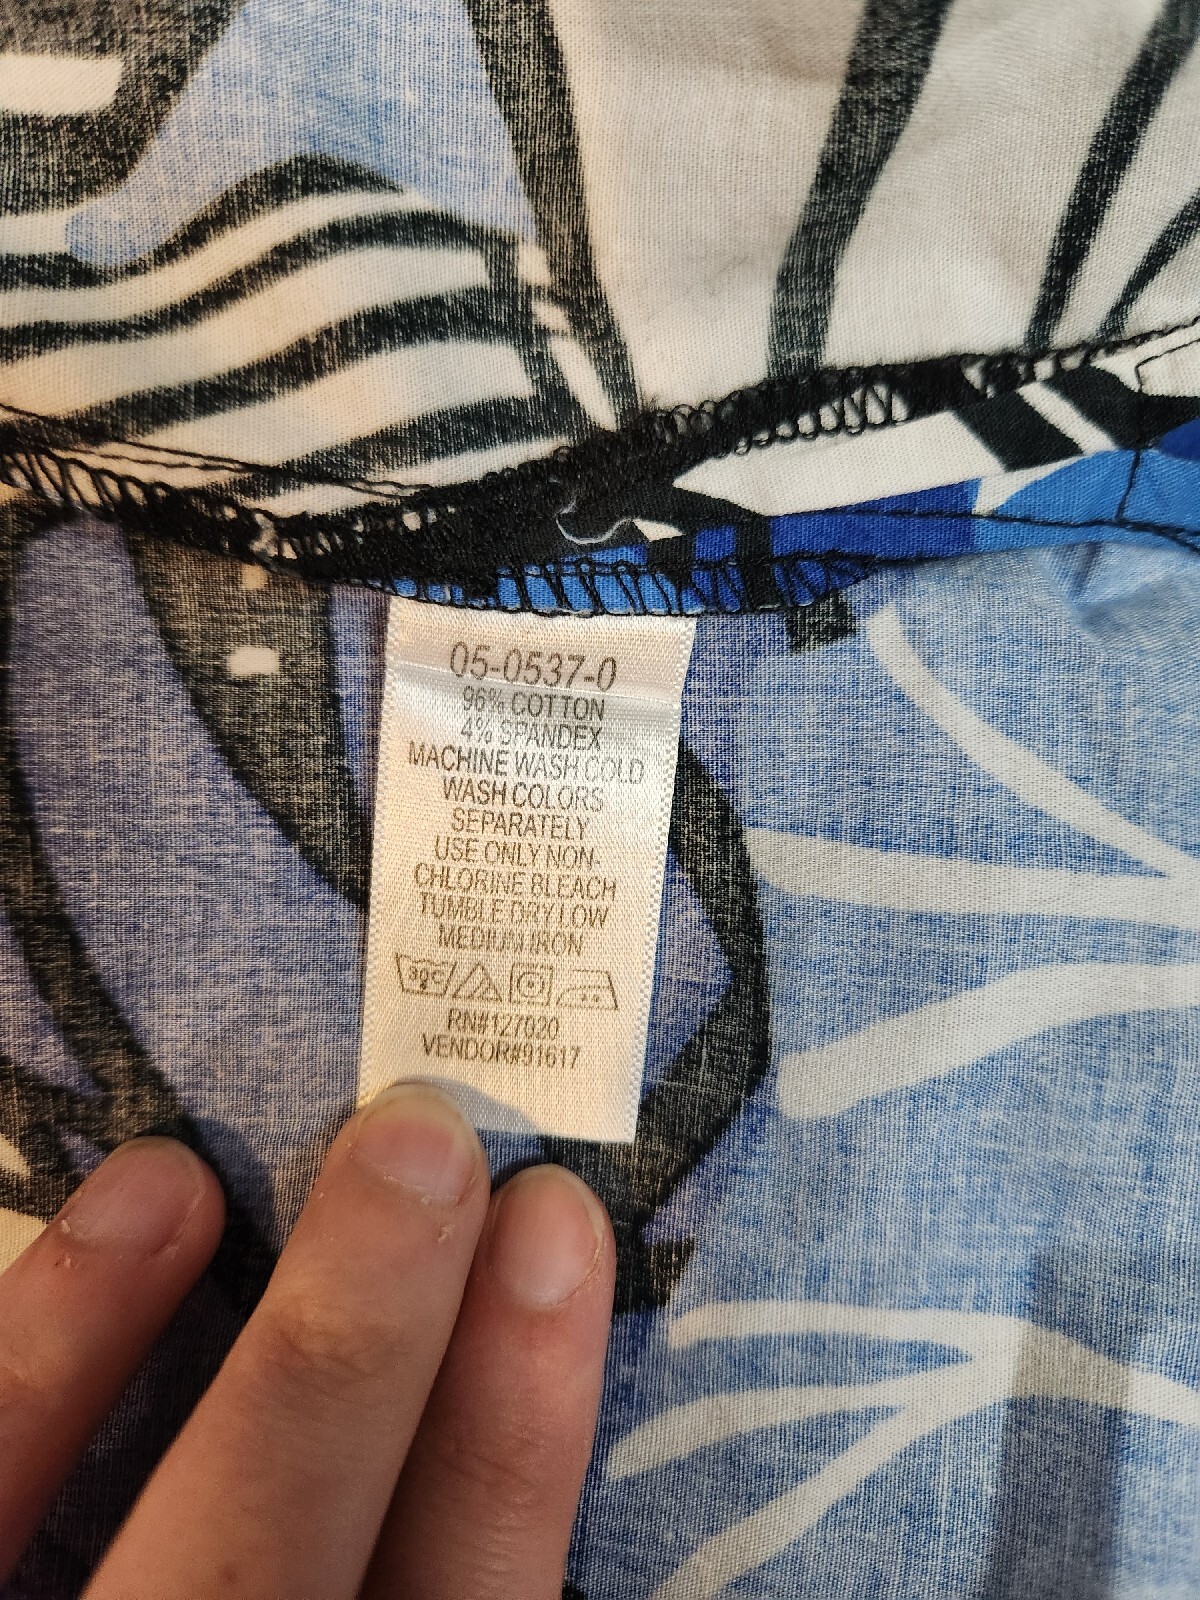 05-0537-0
96% COTTON
4% SPANDEX
MACHINE WASH COLD
WASH COLORS
SEPARATELY
USE ONLY NON-
CHLORINE BLEACH
TUMBLE DRY LOW
MEDIUM IRON
30°C
RN#127020
VENDOR#91617